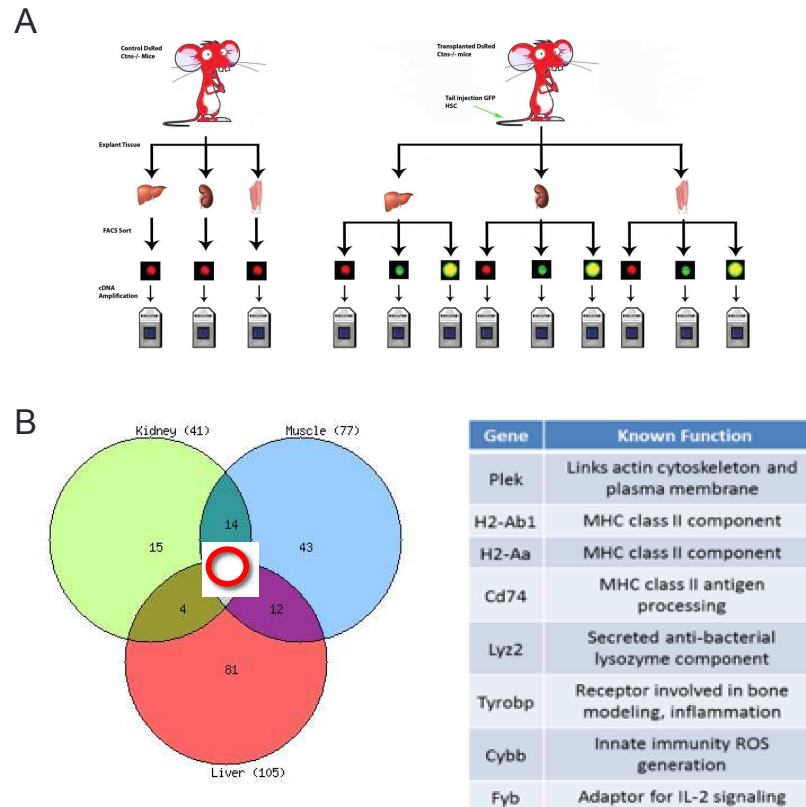 A
Control DsRed
Ctns-/- Mice
Transplanted DsRed
Ctns-/- mice
Tail injection GFP
HSC
Explant Tissue
FACS Sort
cDNA
Amplification
B
Kidney (41)
Muscle (77)
14
15
43
4
12
81
Liver (105)
Gene Known Function
Plek Links actin cytoskeleton and
plasma membrane
H2-Ab1 MHC class II component
H2-Aa MHC class II component
Cd74 MHC class II antigen
processing
Lyz2 Secreted anti-bacterial
lysozyme component
Tyrobp Receptor involved in bone
modeling, inflammation
Cybb Innate immunity ROS
generation
Fyb Adaptor for IL-2 signaling